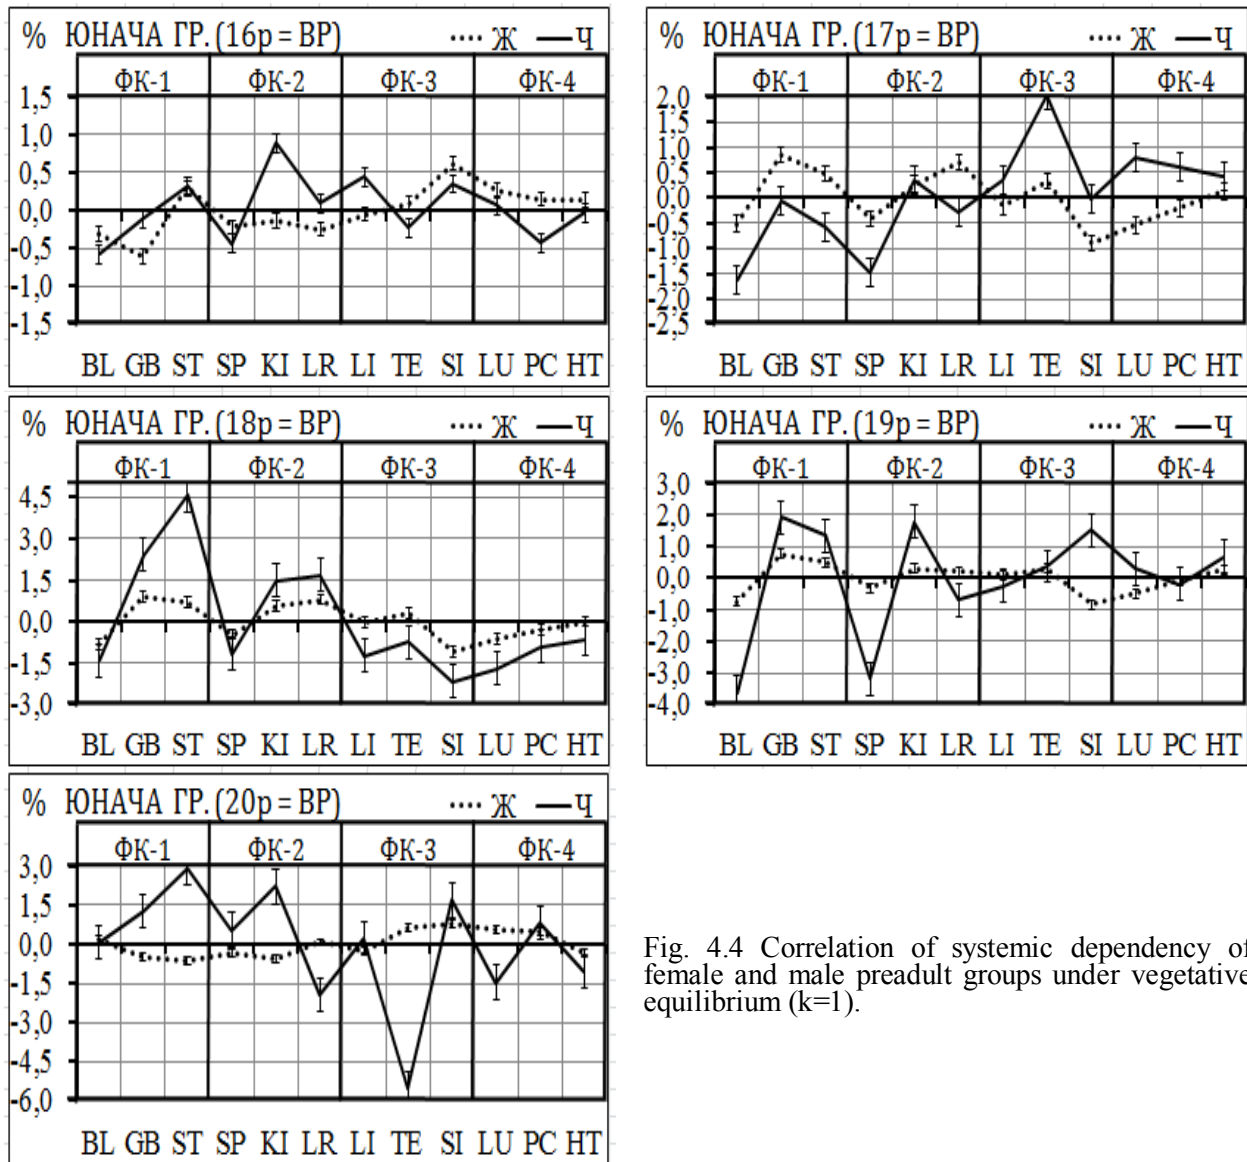 % ЮНАЧА ГР. (16р = ВР) Ж Ч
ФК-1 ФК-2 ФК-3 ФК-4
1,5
1,0
0,5
0,0
-0,5
-1,0
-1,5
BL GB ST SP KI LR LI TE SI LU PC HT
% ЮНАЧА ГР. (17р = ВР) Ж Ч
ФК-1 ФК-2 ФК-3 ФК-4
2,0
1,5
1,0
0,5
0,0
-0,5
-1,0
-1,5
-2,0
-2,5
BL GB ST SP KI LR LI TE SI LU PC HT
% ЮНАЧА ГР. (18р = ВР) Ж Ч
ФК-1 ФК-2 ФК-3 ФК-4
4,5
3,0
1,5
0,0
-1,5
-3,0
BL GB ST SP KI LR LI TE SI LU PC HT
% ЮНАЧА ГР. (19р = ВР) Ж Ч
ФК-1 ФК-2 ФК-3 ФК-4
3,0
2,0
1,0
0,0
-1,0
-2,0
-3,0
-4,0
BL GB ST SP KI LR LI TE SI LU PC HT
% ЮНАЧА ГР. (20р = ВР) Ж Ч
ФК-1 ФК-2 ФК-3 ФК-4
3,0
1,5
0,0
-1,5
-3,0
-4,5
-6,0
BL GB ST SP KI LR LI TE SI LU PC HT
Fig. 4.4 Correlation of systemic dependency of
female and male preadult groups under vegetative
equilibrium (k=1).